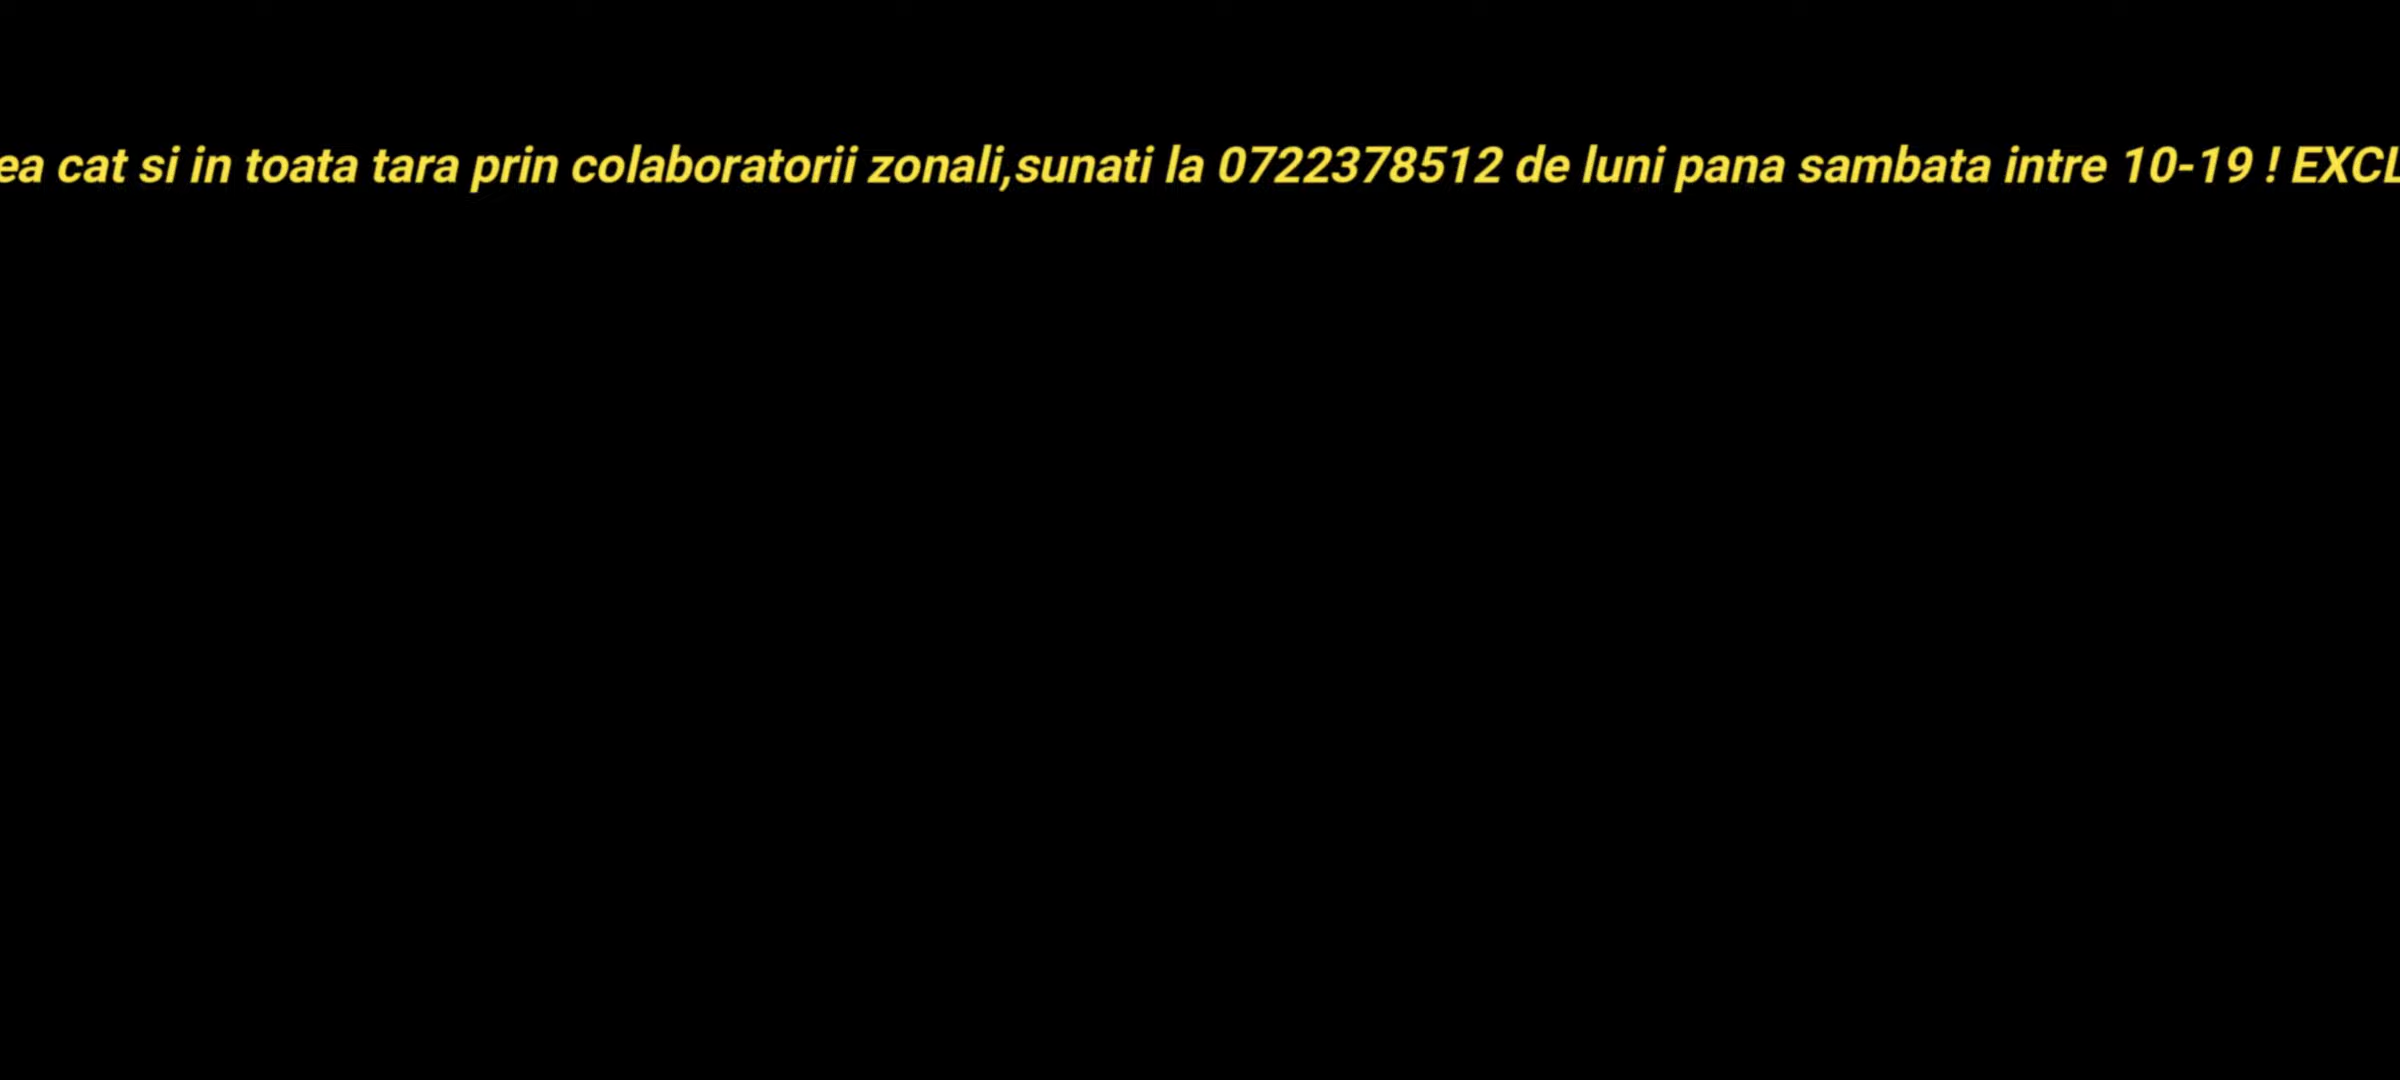 ea cat si in toata tara prin colaboratorii zonali,sunati la 0722378512 de luni pana sambata intre 10-19 ! EXCL